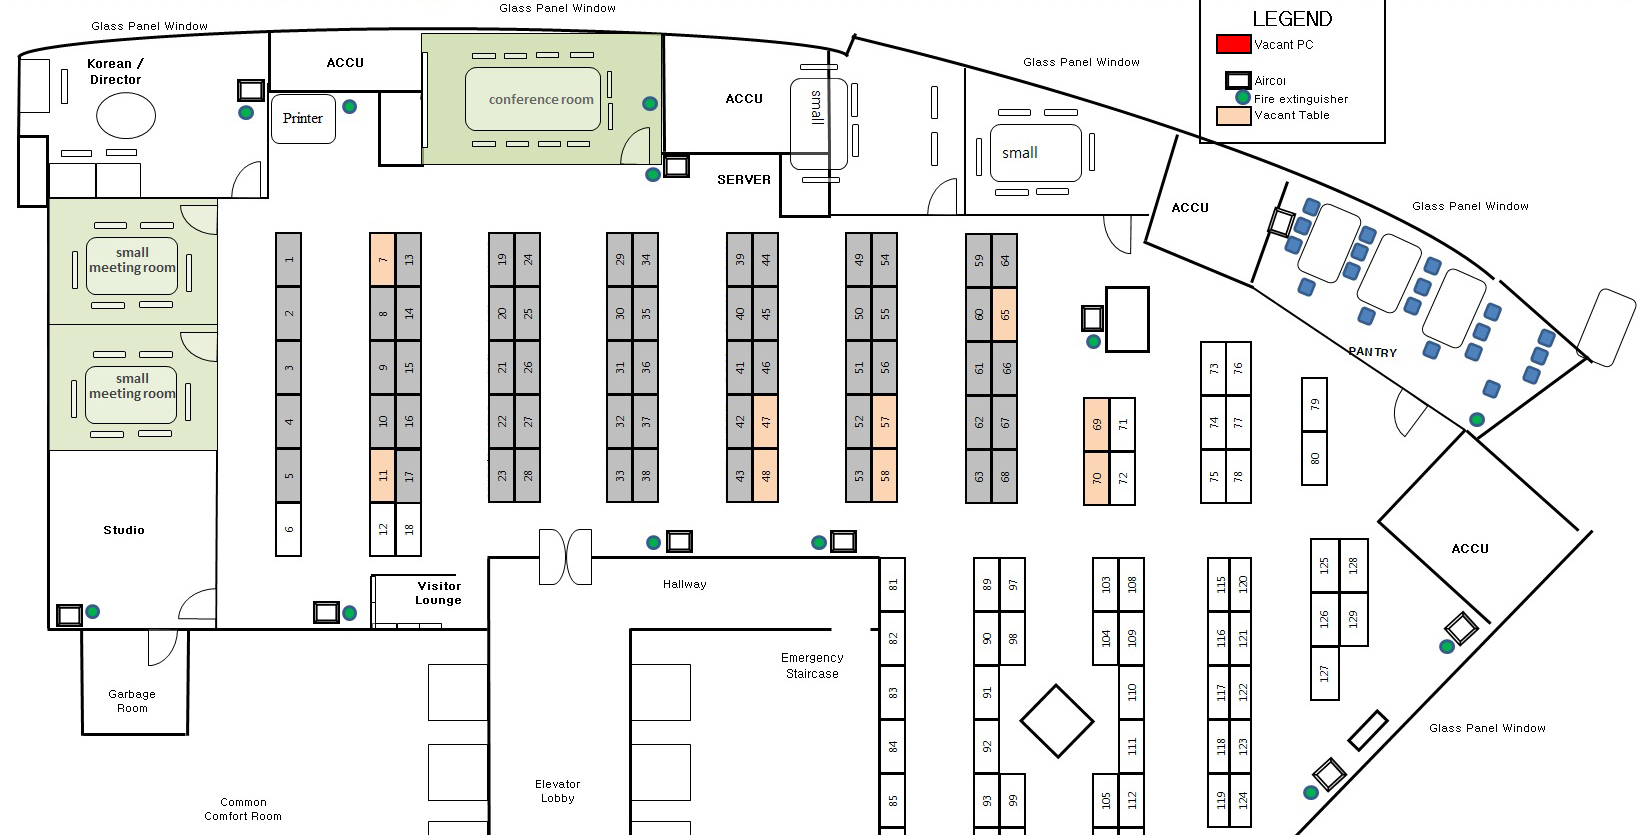 Glass Panel Window
Glass Panel Window
Glass Panel Window
Glass Panel Window
Glass Panel Window
LEGEND
Vacant PC
Aircor
Fire extinguisher
Vacant Table
Korean /
Director
ACCU
Printer
conference room
ACCU
SERVER
small
small
ACCU
PANTRY
small
meeting room
small
meeting room
Studio
1
2
3
4
5
6
7 13
8 14
9 15
10 16
11 17
12 18
19 24
20 25
21 26
22 27
23 28
29 34
30 35
31 36
32 37
33 38
39 44
40 45
41 46
42 47
43 48
49 54
50 55
51 56
52 57
53 58
59 64
60 65
61 66
62 67
63 68
69 71
70 72
73 76
74 77
75 78
79
80
ACCU
Visitor
Lounge
Hallway
Emergency
Staircase
Garbage
Room
Common
Comfort Room
Elevator
Lobby
81
82
83
84
85
89 97
90 98
91
92
93 99
103 108
104 109
110
111
105 112
115 120
116 121
117 122
118 123
119 124
125 128
126 129
127
Glass Panel Window